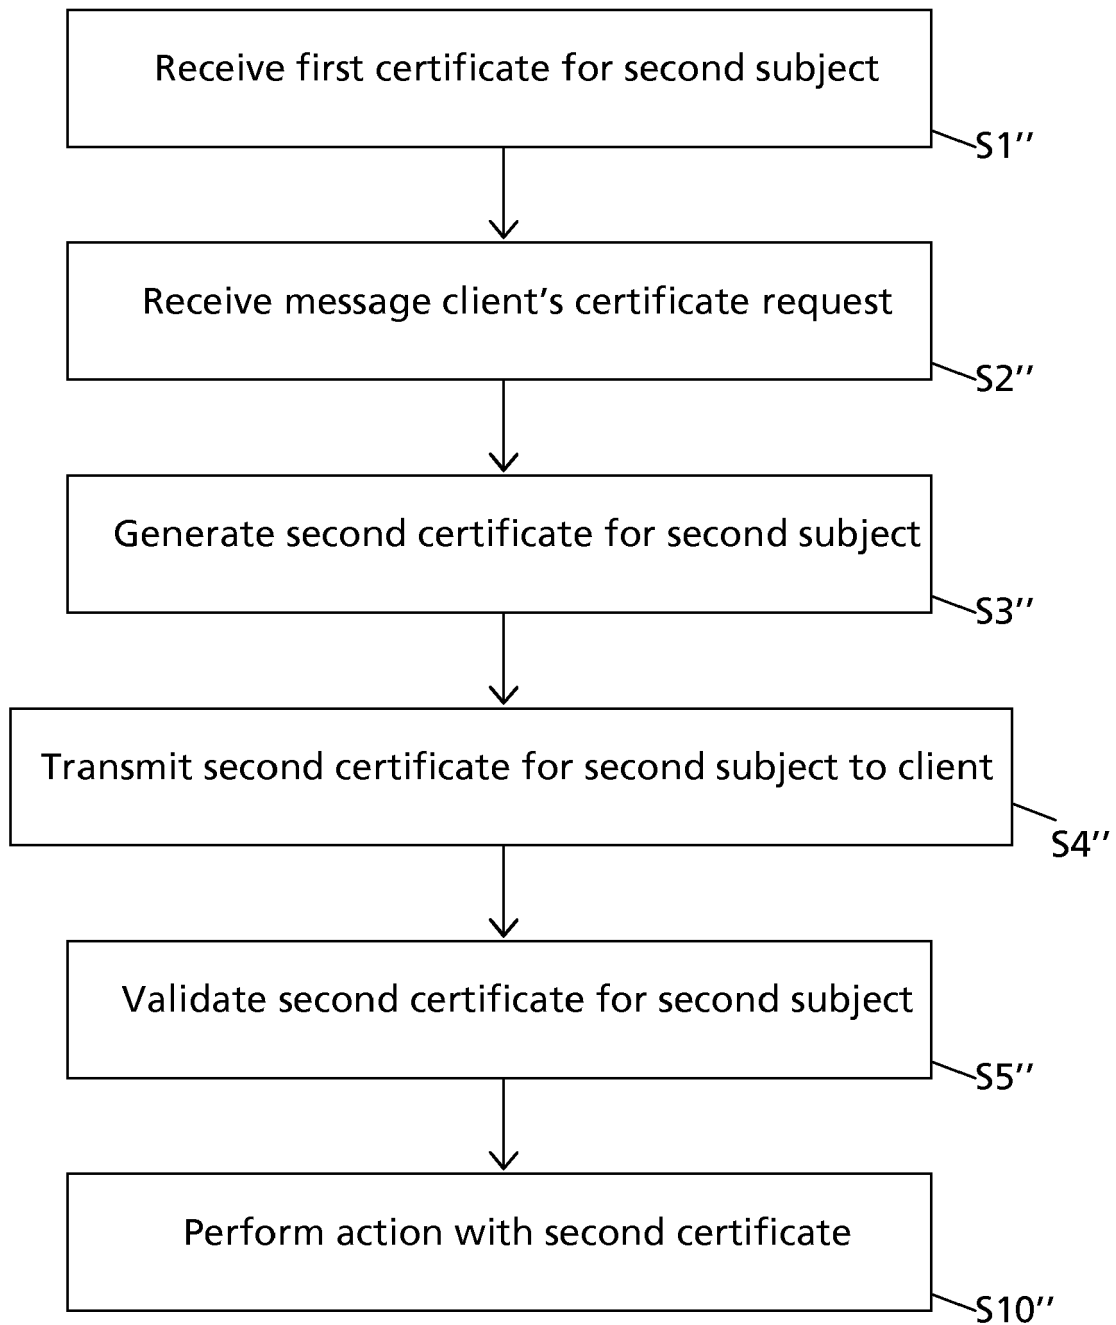 Receive first certificate for second subject
S1’’
Receive message client’s certificate request
S2’’
Generate second certificate for second subject
S3’’
Transmit second certificate for second subject to client
S4’’
Validate second certificate for second subject
S5’’
Perform action with second certificate
S10’’